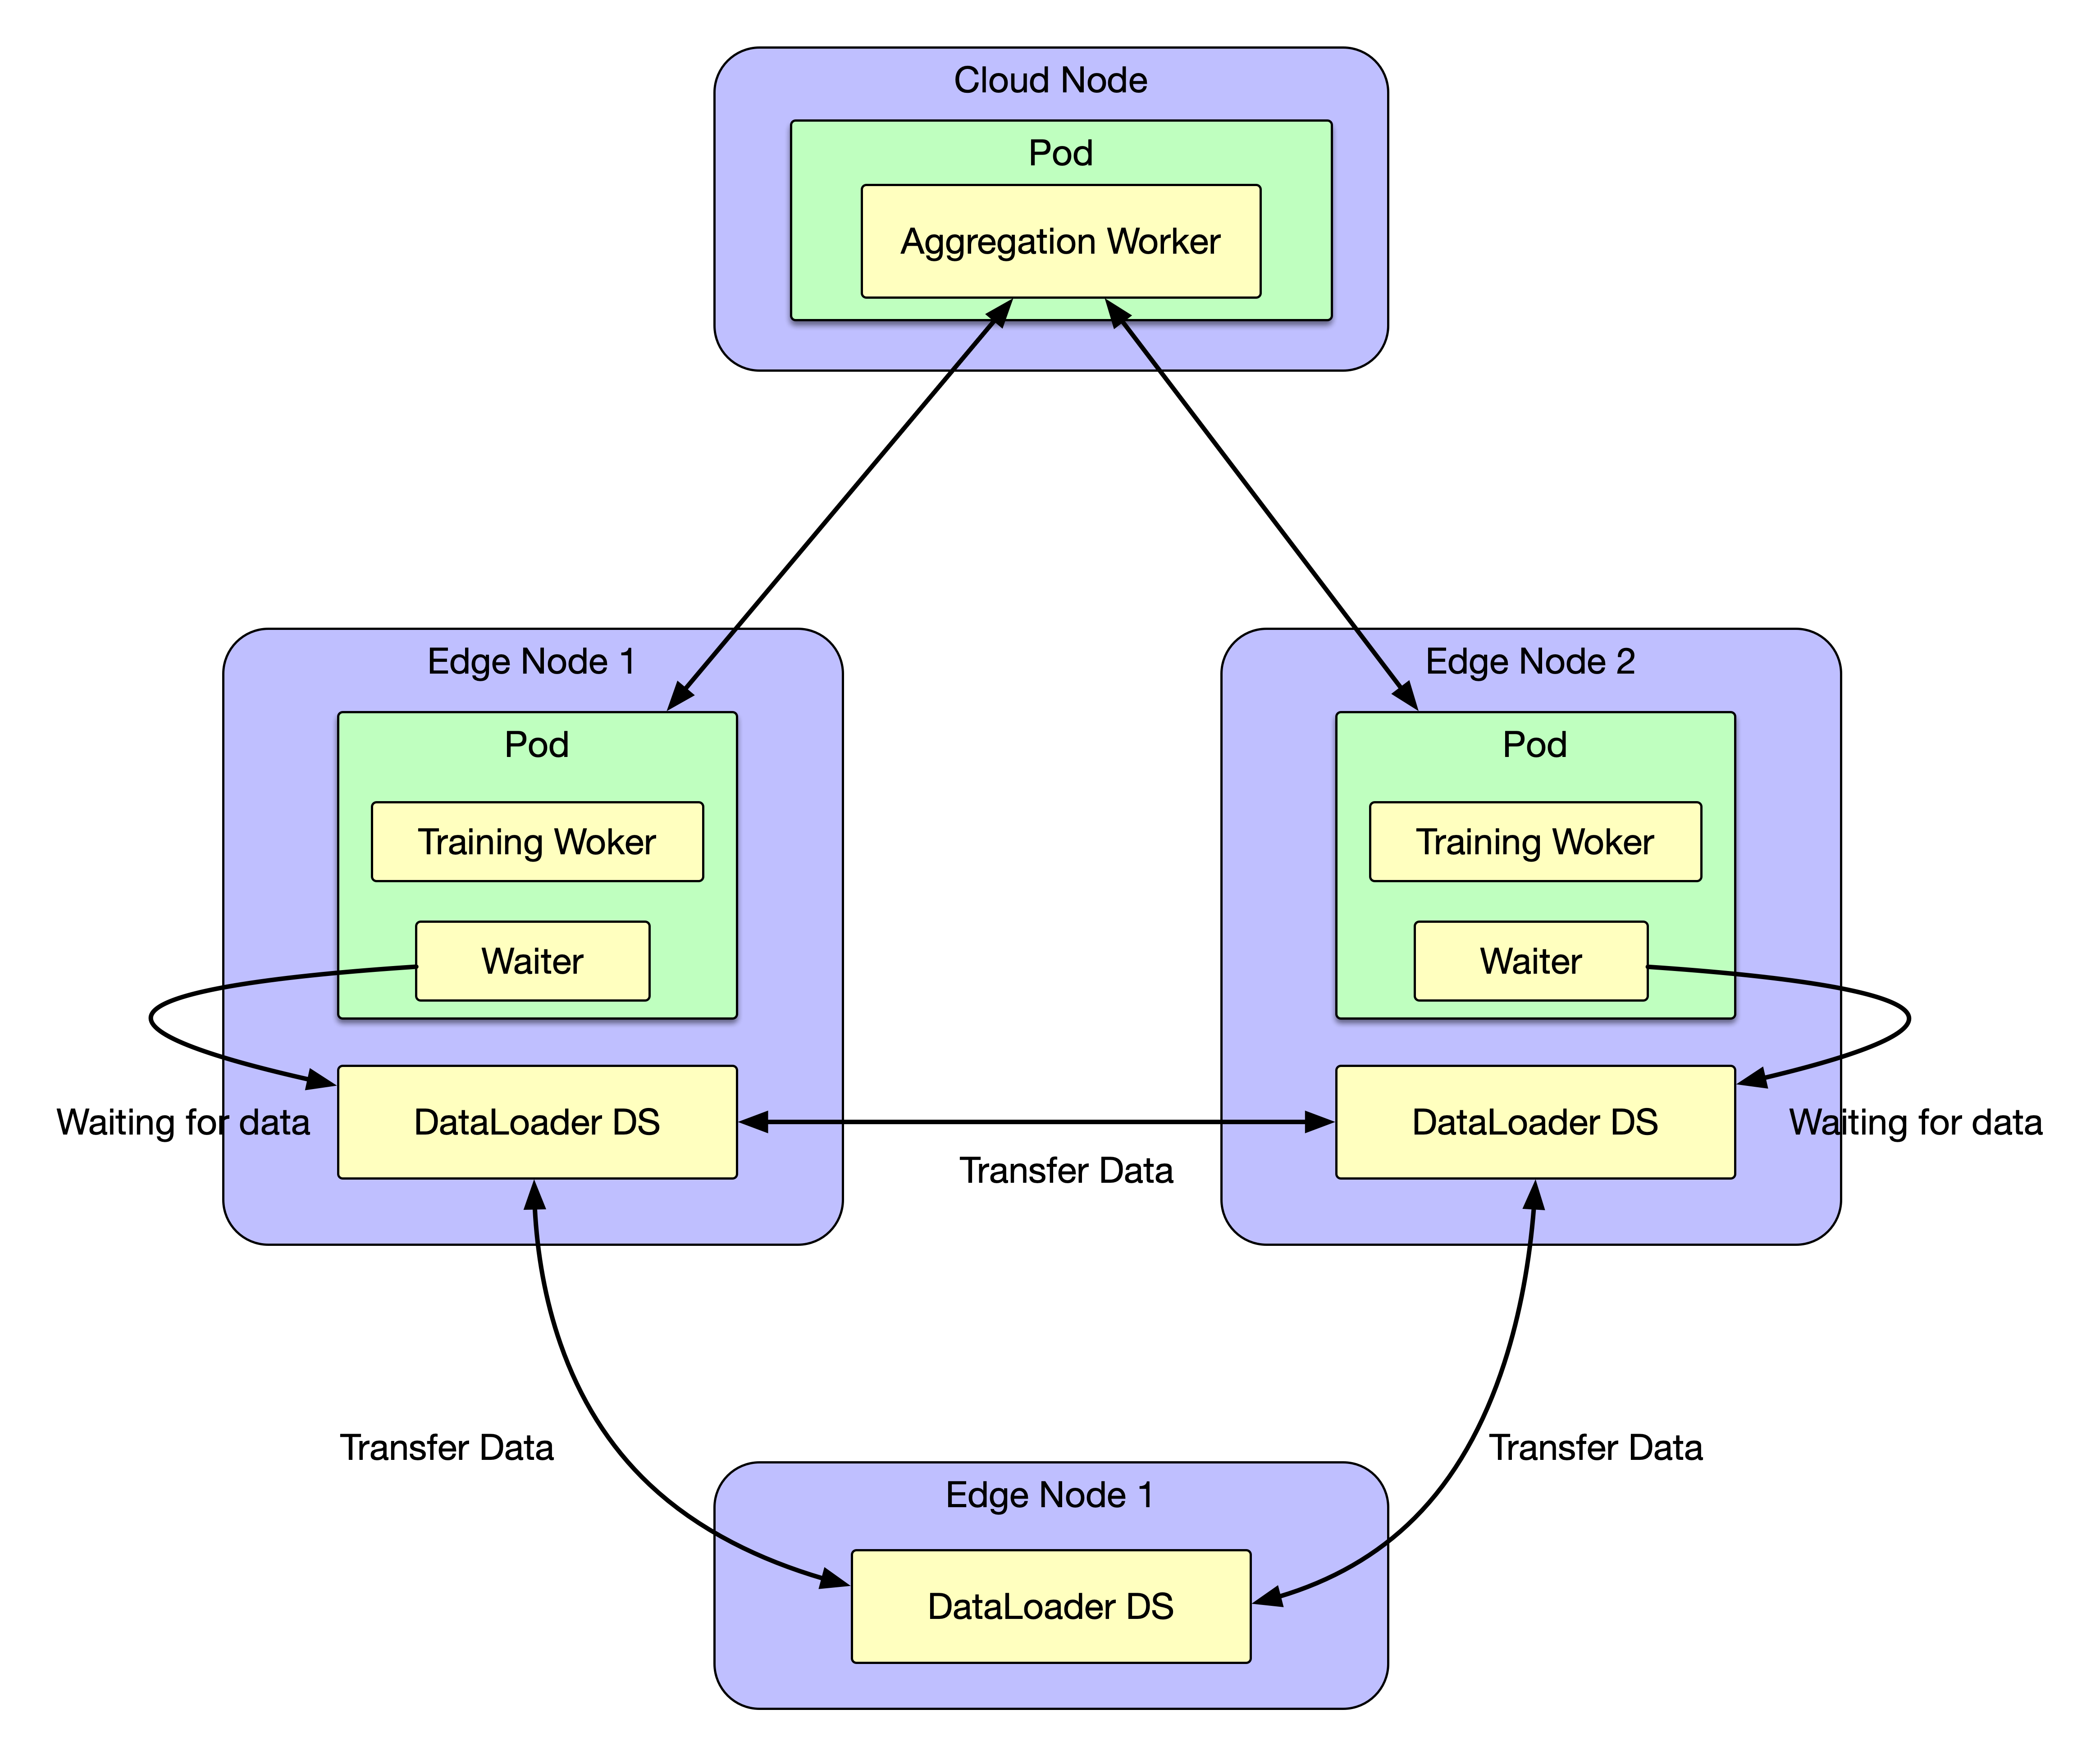 Cloud Node
Pod
Aggregation Worker
Edge Node 1
Pod
Training Woker
Waiter
Waiting for data
DataLoader DS
Edge Node 2
Pod
Training Woker
Waiter
DataLoader DS
Waiting for data
Transfer Data
Transfer Data
Transfer Data
Edge Node 1
DataLoader DS